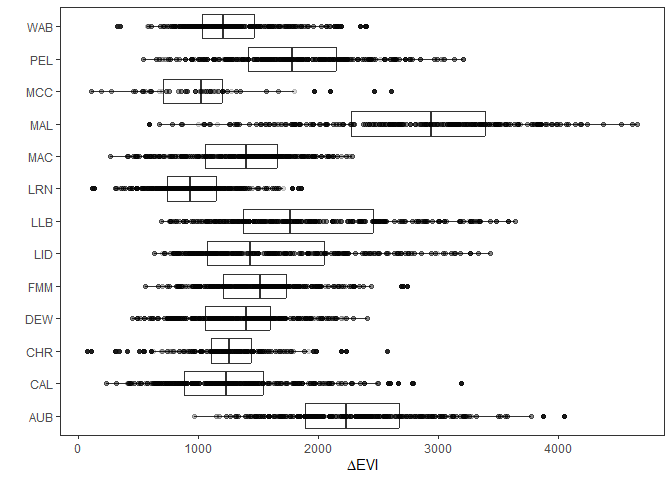 WAB
PEL
MCC
MAL
MAC
LRN
LLB
LID
FMM
DEW
CHR
CAL
AUB
0 1000 2000 3000 4000
ΔEVI